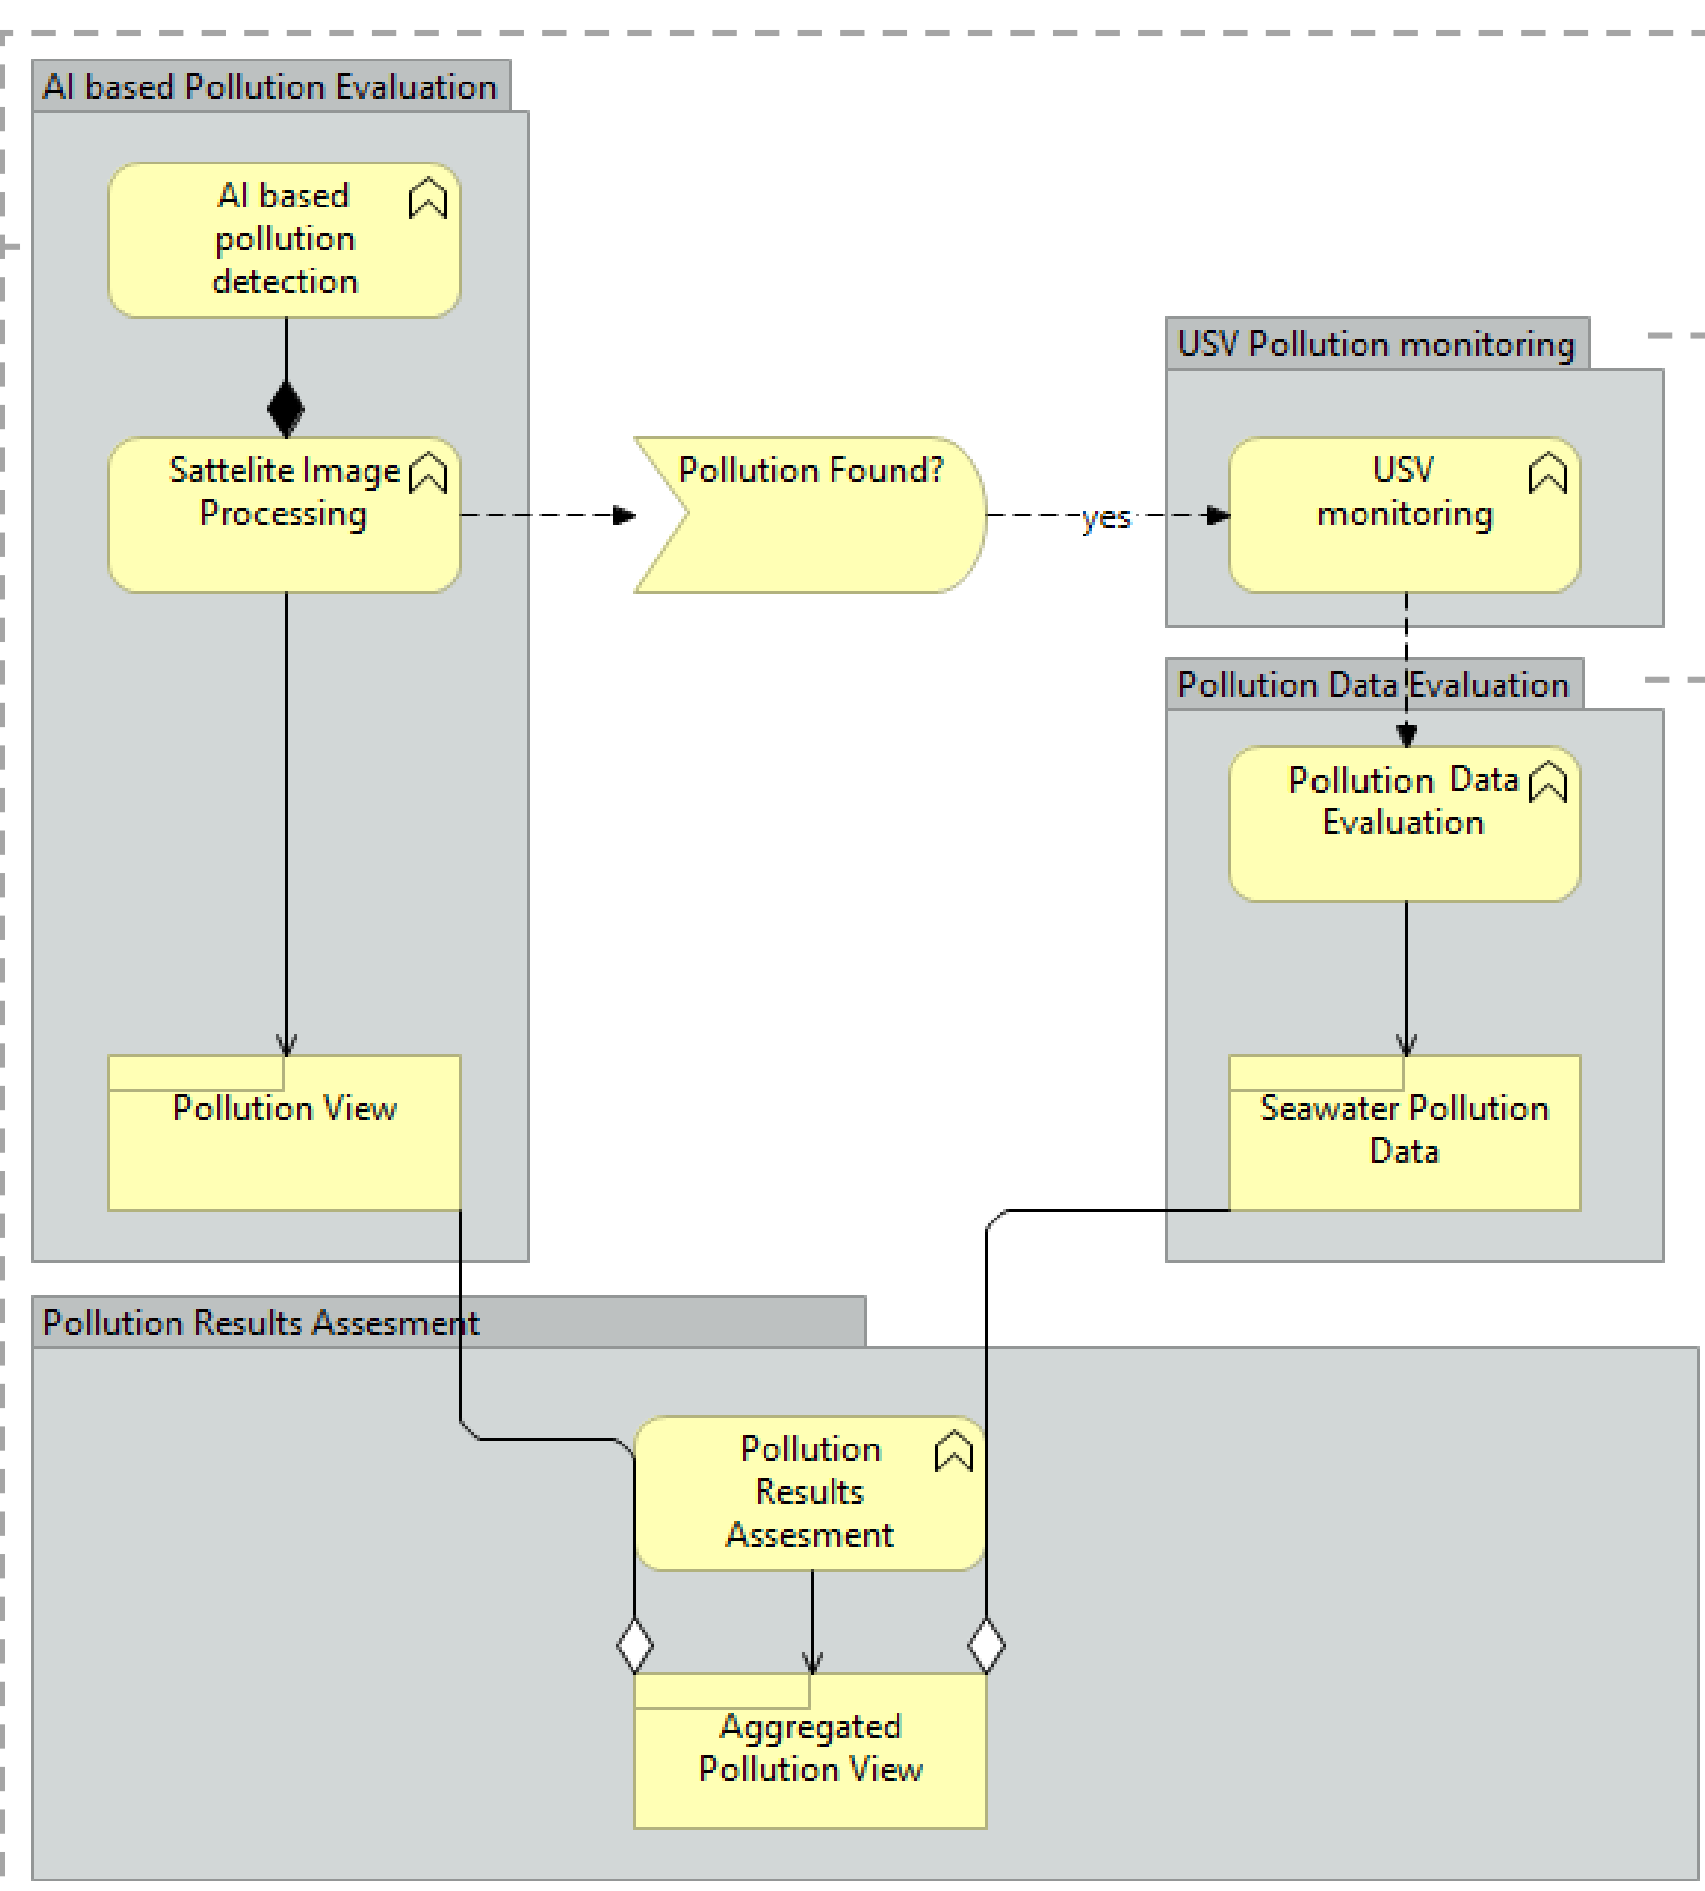 AI based Pollution Evaluation
AI based
pollution
detection
USV Pollution monitoring
Sattelite Image
Processing
Pollution Found?
yes
USV
monitoring
Pollution Data Evaluation
Pollution Data
Evaluation
Pollution View
Seawater Pollution
Data
Pollution Results Assesment
Pollution
Results
Assesment
Aggregated
Pollution View